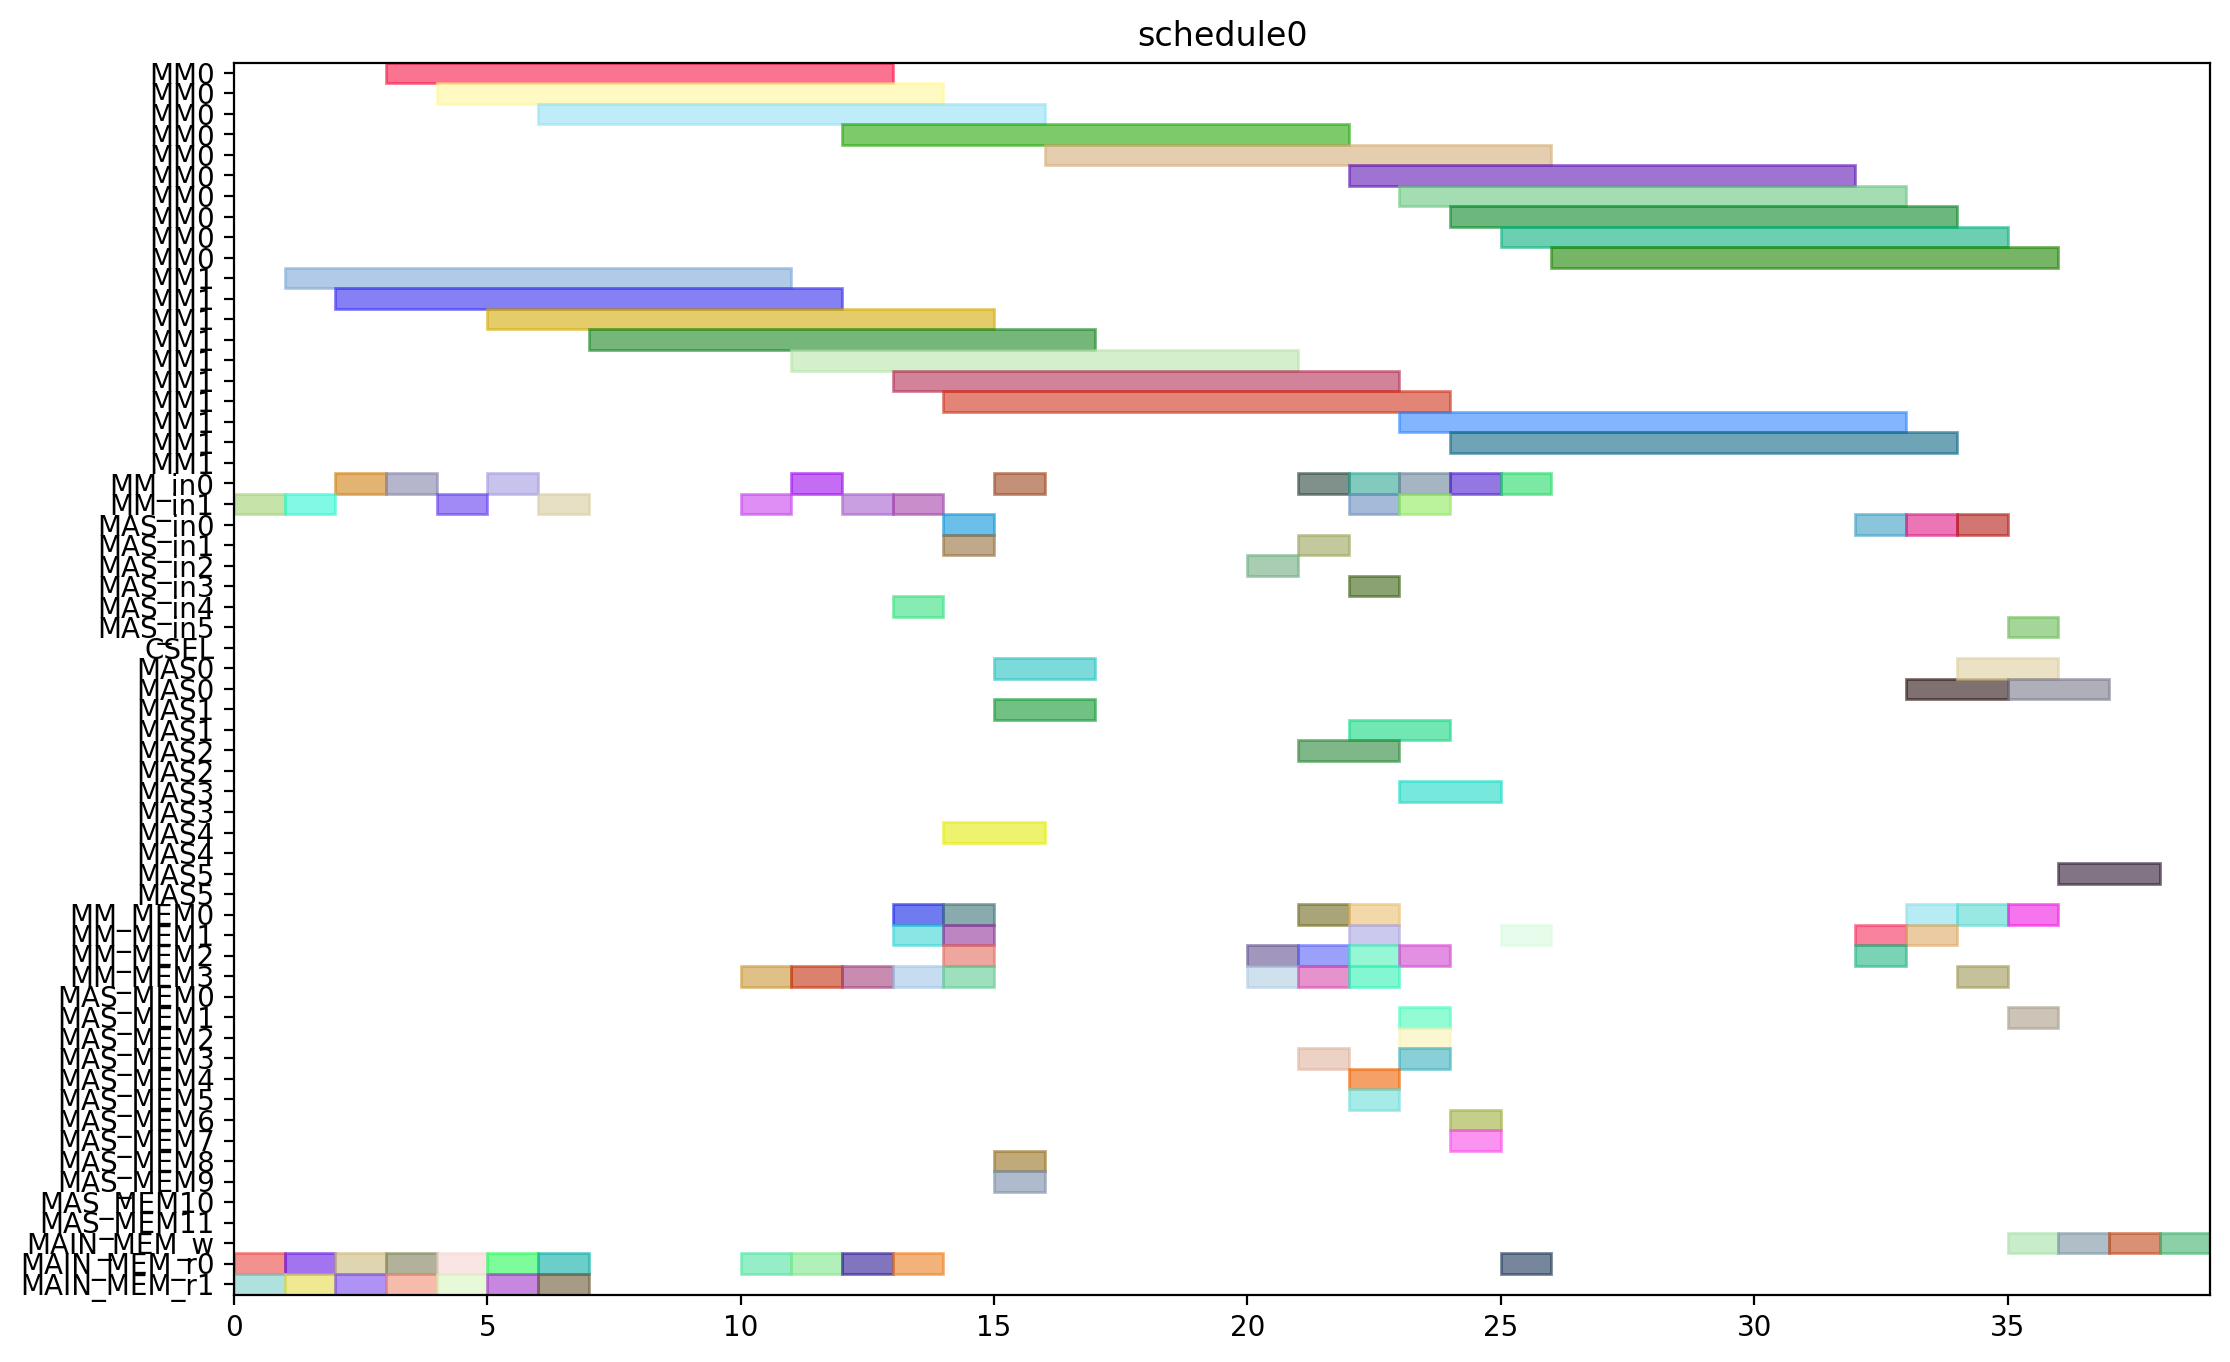 schedule0
MM0
MM0
MM0
MM0
MM0
MM0
MM0
MM0
MM0
MM0
MM1
MM1
MM1
MM1
MM1
MM1
MM1
MM1
MM1
MM1
MM_in0
MM_in1
MAS_in0
MAS_in1
MAS_in2
MAS_in3
MAS_in4
MAS_in5
CSEL
MAS0
MAS0
MAS1
MAS1
MAS2
MAS2
MAS3
MAS3
MAS4
MAS4
MAS5
MAS5
MM_MEM0
MM_MEM1
MM_MEM2
MM_MEM3
MAS_MEM0
MAS_MEM1
MAS_MEM2
MAS_MEM3
MAS_MEM4
MAS_MEM5
MAS_MEM6
MAS_MEM7
MAS_MEM8
MAS_MEM9
MAS_MEM10
MAS_MEM11
MAIN_MEM_w
MAIN_MEM_r0
MAIN_MEM_r1
0 5 10 15 20 25 30 35